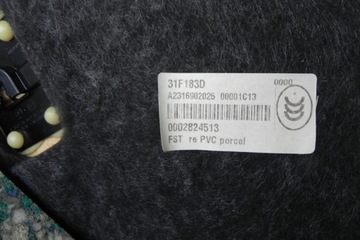 31F183D 0000
A2316902025 00001C13
0002824513
FST re PVC porcel